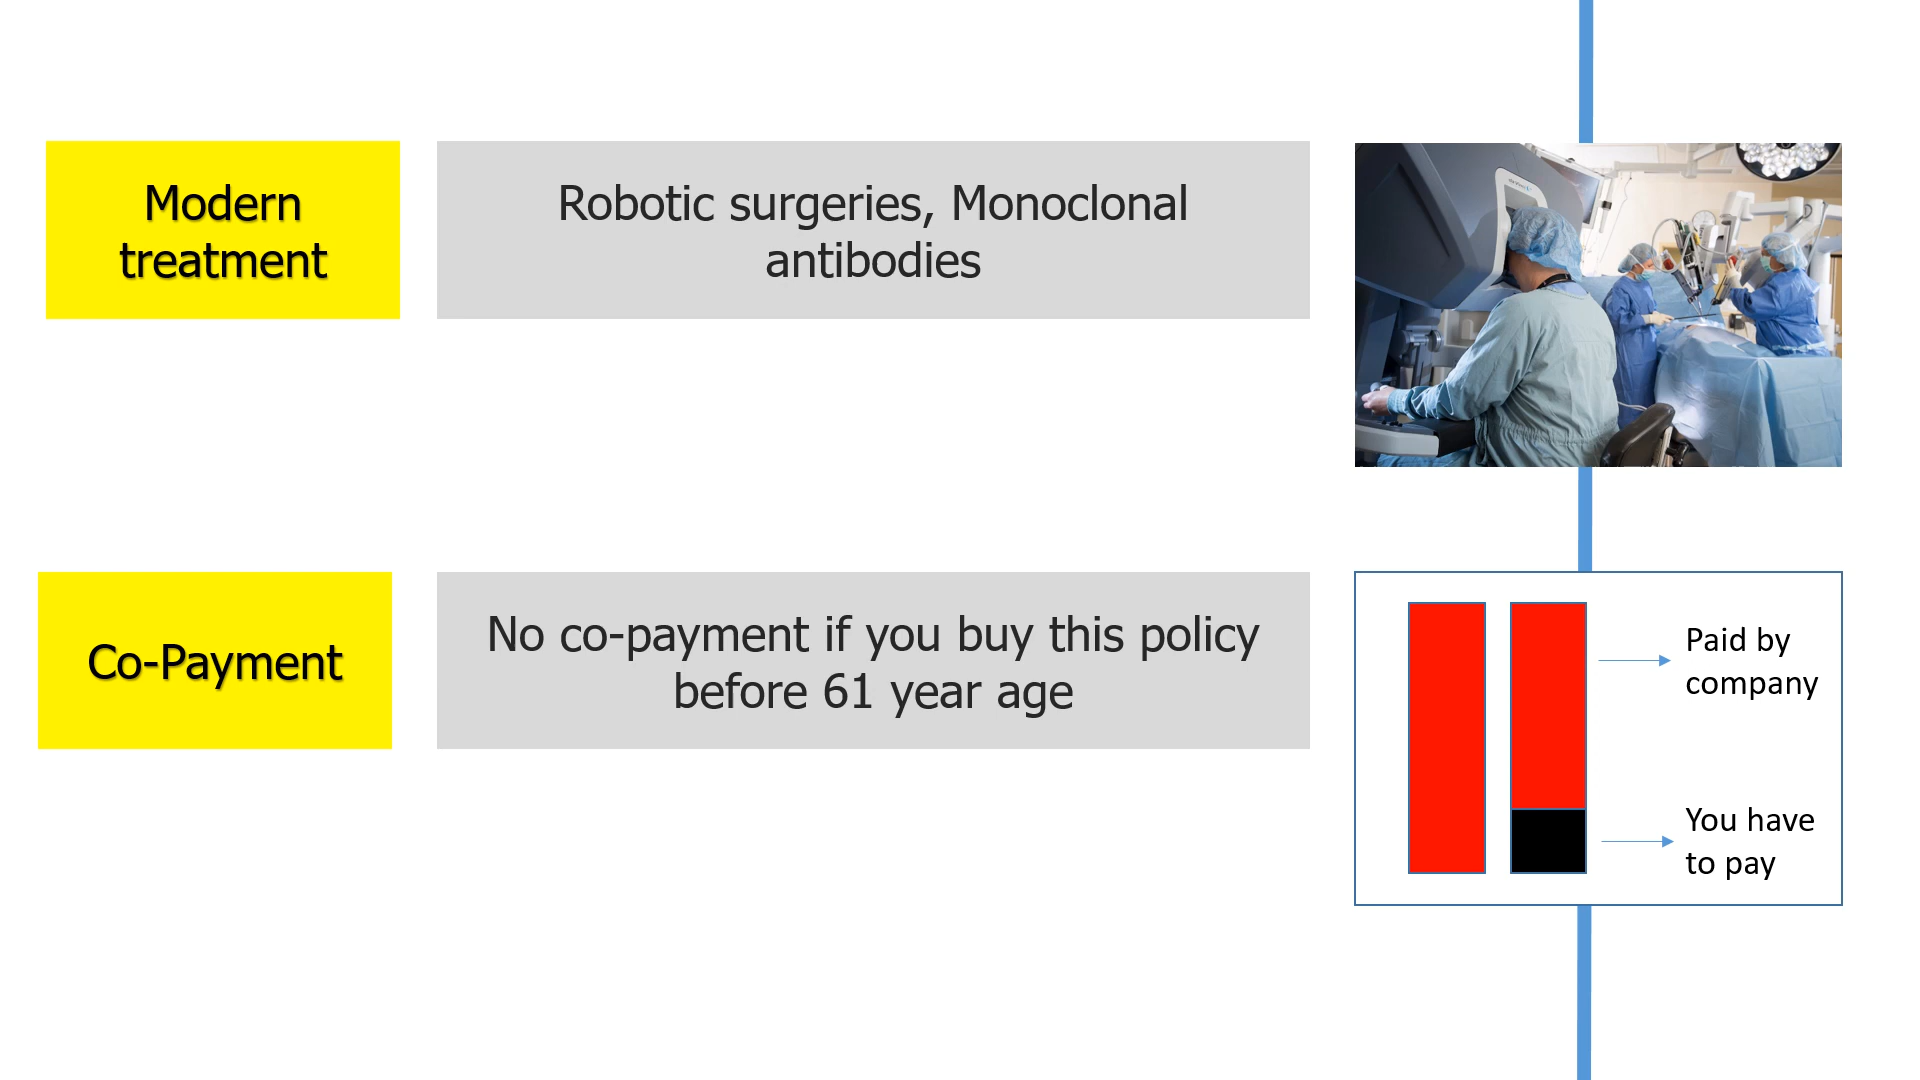 Modern
treatment
Robotic surgeries, Monoclonal
antibodies
Co-Payment
No co-payment if you buy this policy
before 61 year age
Paid by
company
You have
to pay